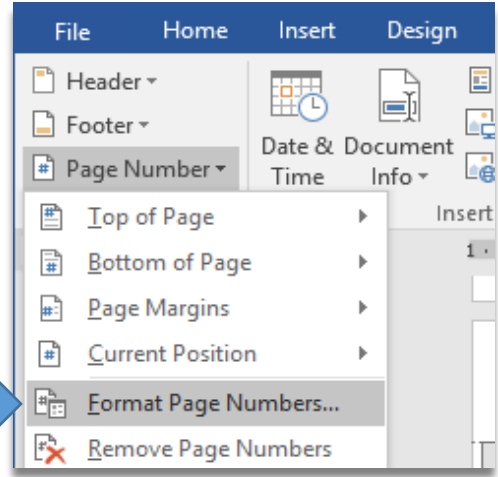 File Home Insert Design
Header
Footer
Page Number
Date & Time
Document Info
Insert
1
Top of Page
Bottom of Page
Page Margins
Current Position
Format Page Numbers...
Remove Page Numbers